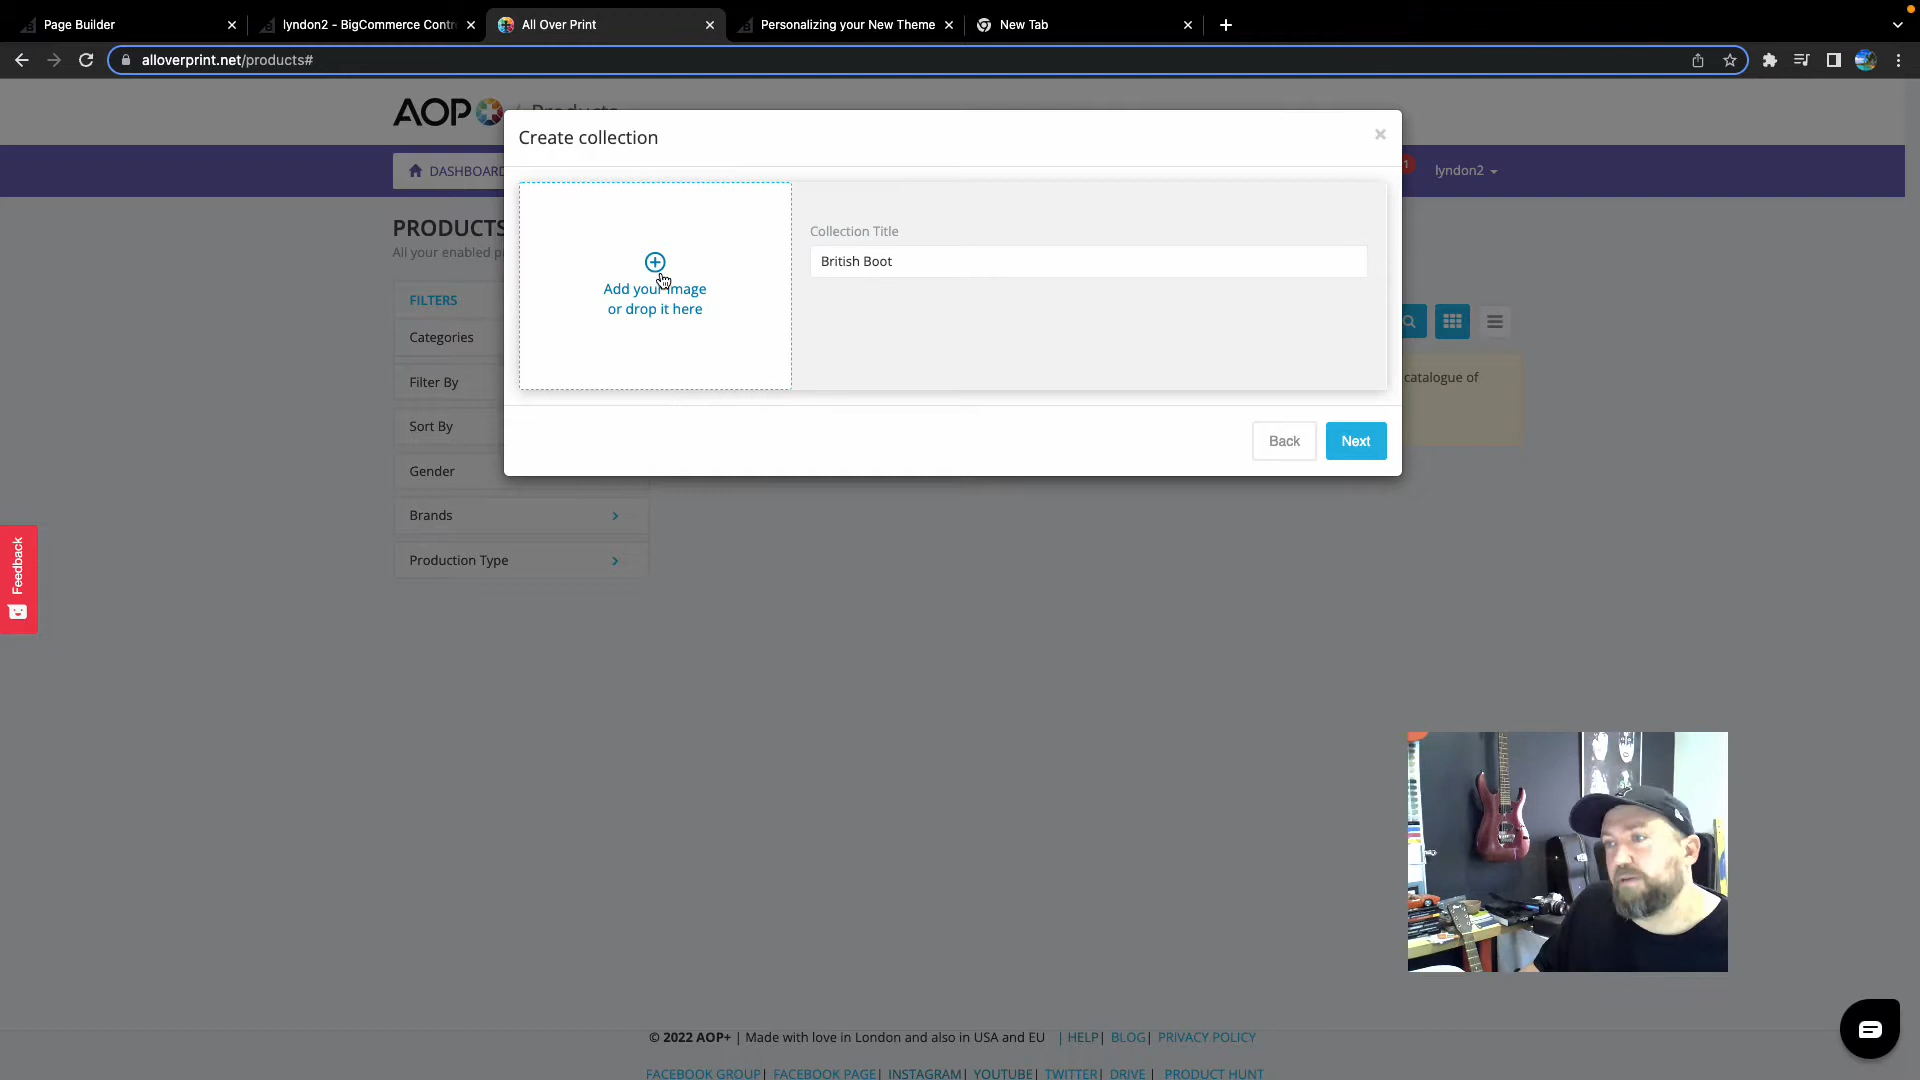 Page Builder
lyndon2 - BigCommerce Contr
All Over Print
Personalizing your New Theme
New Tab
alloverprint.net/products#
AOP / Products
Create collection
DASHBOARD
1
lyndon2
PRODUCTS
All your enabled p
Collection Title
British Boot
Add your image
or drop it here
FILTERS
Categories
Filter By
Sort By
Gender
Brands
Production Type
catalogue of
Back
Next
Feedback
© 2022 AOP+ | Made with love in London and also in USA and EU | HELP| BLOG| PRIVACY POLICY
FACEBOOK GROUP| FACEBOOK PAGE| INSTAGRAM| YOUTUBE| TWITTER| DRIVE | PRODUCT HUNT